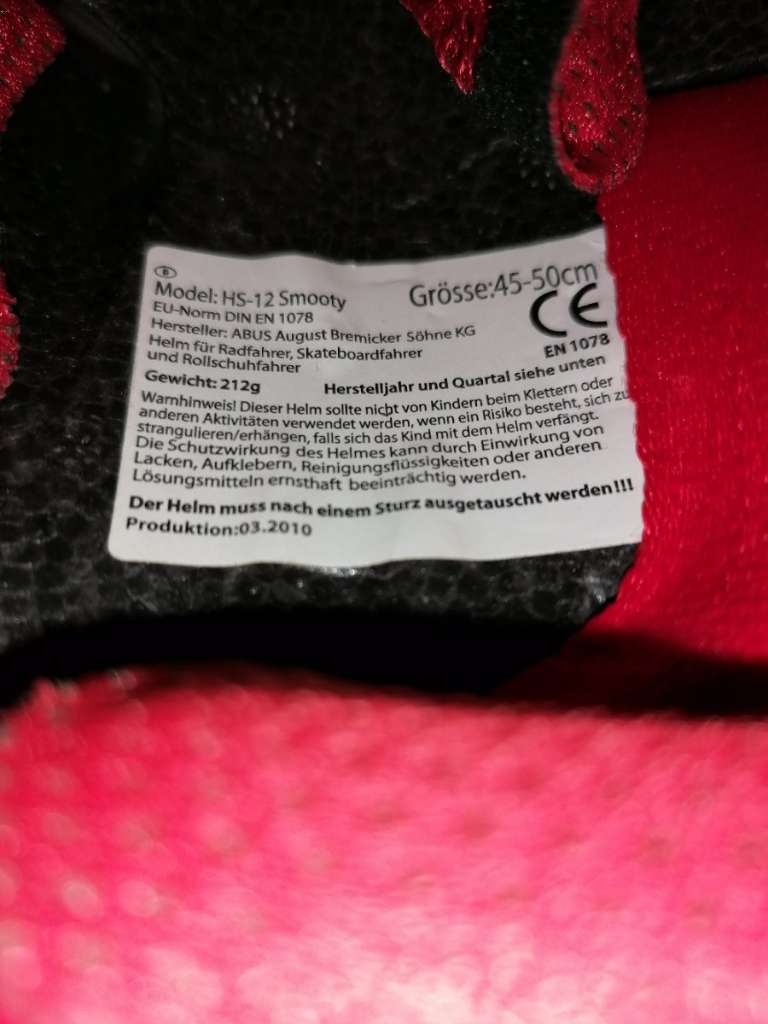 B
Model: HS-12 Smooty
Grösse:45-50cm
EU-Norm DIN EN 1078
CE
Hersteller: ABUS August Bremicker Söhne KG
EN 1078
Helm für Radfahrer, Skateboardfahrer
und Rollschuhfahrer
Gewicht: 212g
Herstelljahr und Quartal siehe unten
Warnhinweis! Dieser Helm sollte nicht von Kindern beim Klettern oder
anderen Aktivitäten verwendet werden, wenn ein Risiko besteht, sich zu
strangulieren/erhängen, falls sich das Kind mit dem Helm verfängt.
Die Schutzwirkung des Helmes kann durch Einwirkung von
Lacken, Aufklebern, Reinigungsflüssigkeiten oder anderen
Lösungsmitteln ernsthaft beeinträchtig werden.
Der Helm muss nach einem Sturz ausgetauscht werden!!!
Produktion:03.2010